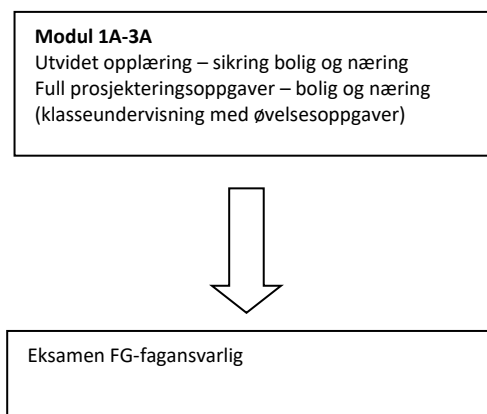 Modul 1A-3A
Utvidet opplæring – sikring bolig og næring
Full prosjekteringsoppgaver – bolig og næring
(klasseundervisning med øvelsesoppgaver)
Eksamen FG-fagansvarlig